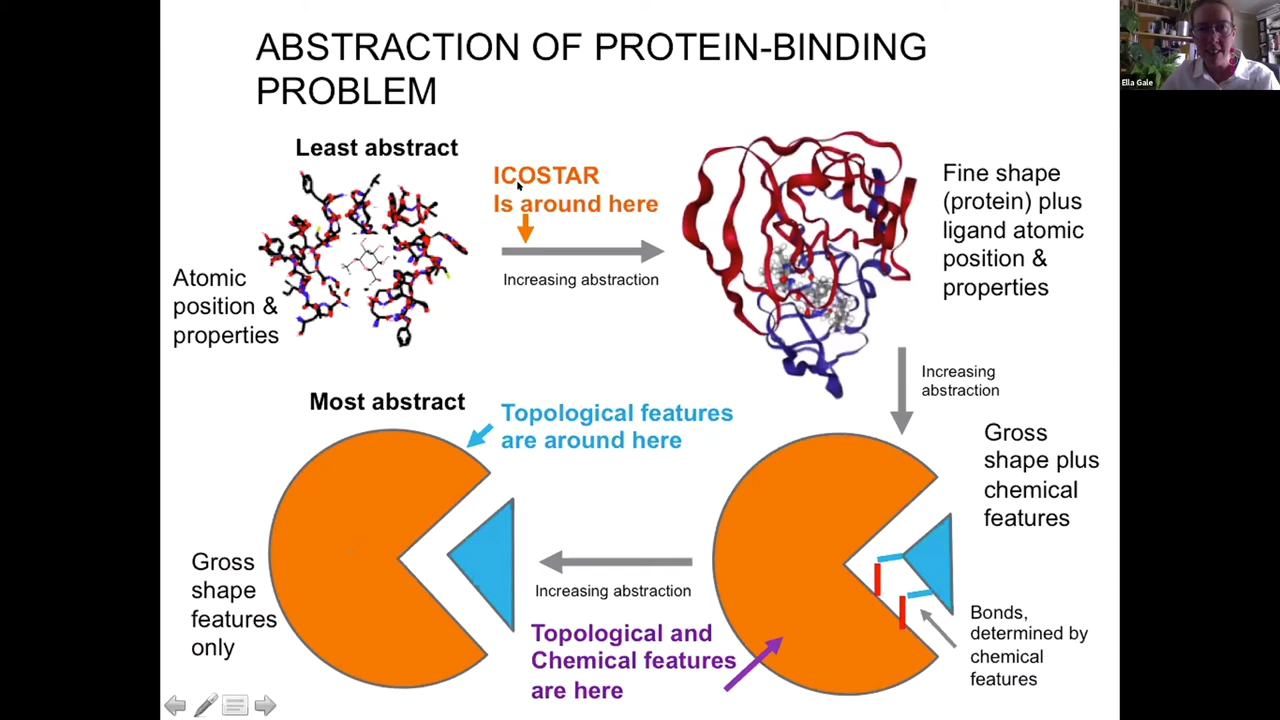 ABSTRACTION OF PROTEIN-BINDING
PROBLEM
Ella Gale
Least abstract
ICOSTAR
Is around here
Increasing abstraction
Atomic
position &
properties
Fine shape
(protein) plus
ligand atomic
position &
properties
Increasing
abstraction
Most abstract
Topological features
are around here
Gross
shape plus
chemical
features
Gross
shape
features
only
Increasing abstraction
Topological and
Chemical features
are here
Bonds,
determined by
chemical
features